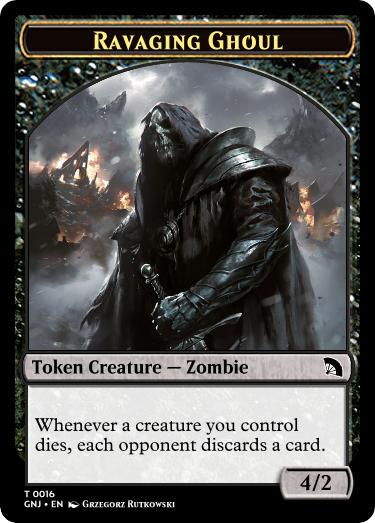 Ravaging Ghoul
Token Creature — Zombie
Whenever a creature you control
dies, each opponent discards a card.
4/2
T 0016
GNJ • EN Grzegorz Rutkowski